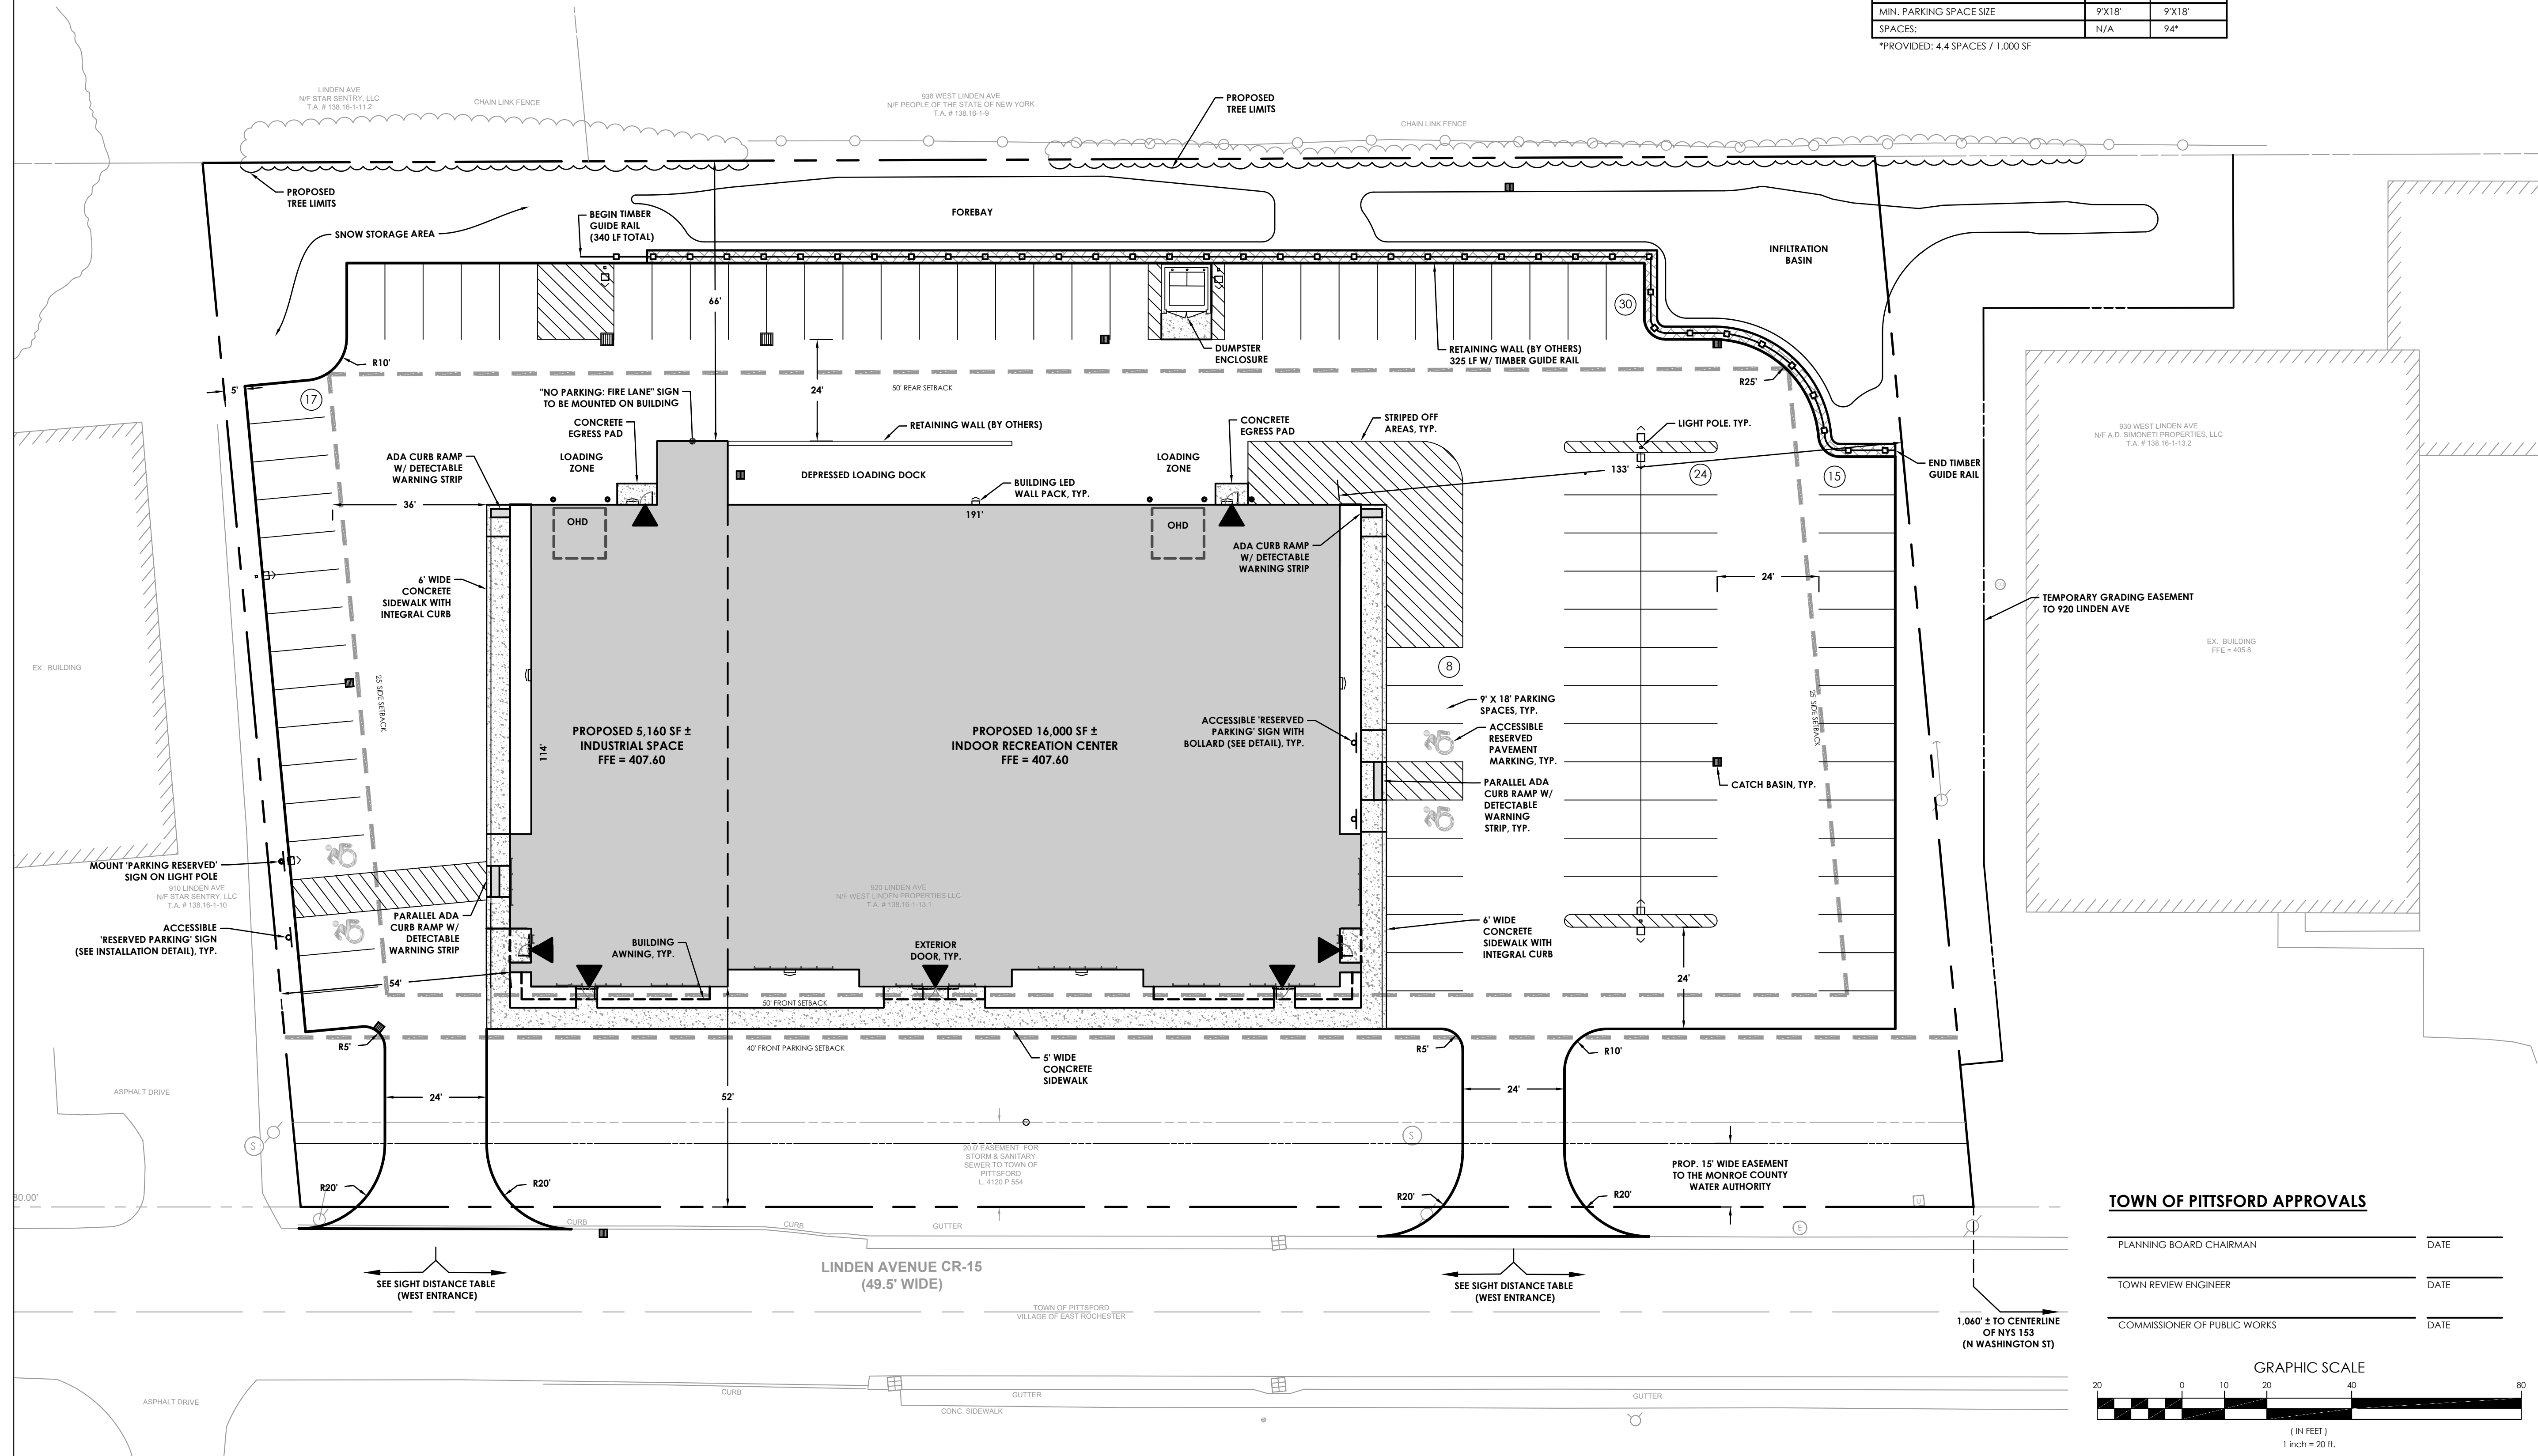 MIN. PARKING SPACE SIZE 9'X18' 9'X18'
SPACES: N/A 94*
*PROVIDED: 4.4 SPACES / 1,000 SF
LINDEN AVE
N/F STAR SENTRY, LLC
T.A. # 138.16-1-11.2
CHAIN LINK FENCE
938 WEST LINDEN AVE
N/F PEOPLE OF THE STATE OF NEW YORK
T.A. # 138.16-1-9
PROPOSED
TREE LIMITS
CHAIN LINK FENCE
PROPOSED
TREE LIMITS
SNOW STORAGE AREA
BEGIN TIMBER
GUIDE RAIL
(340 LF TOTAL)
FOREBAY
INFILTRATION
BASIN
66'
30
R10'
5'
17
24'
DUMPSTER
ENCLOSURE
RETAINING WALL (BY OTHERS)
325 LF W/ TIMBER GUIDE RAIL
R25'
50' REAR SETBACK
"NO PARKING: FIRE LANE" SIGN
TO BE MOUNTED ON BUILDING
CONCRETE
EGRESS PAD
RETAINING WALL (BY OTHERS)
CONCRETE
EGRESS PAD
STRIPED OFF
AREAS, TYP.
LIGHT POLE, TYP.
930 WEST LINDEN AVE
N/F A.D. SIMONETI PROPERTIES, LLC
T.A. # 138.16-1-13.2
ADA CURB RAMP
W/ DETECTABLE
WARNING STRIP
LOADING
ZONE
DEPRESSED LOADING DOCK
BUILDING LED
WALL PACK, TYP.
LOADING
ZONE
133'
24
15
END TIMBER
GUIDE RAIL
36'
OHD
191'
OHD
ADA CURB RAMP
W/ DETECTABLE
WARNING STRIP
6' WIDE
CONCRETE
SIDEWALK WITH
INTEGRAL CURB
24'
TEMPORARY GRADING EASEMENT
TO 920 LINDEN AVE
EX. BUILDING
EX. BUILDING
FFE = 405.8
8
25' SIDE SETBACK
25' SIDE SETBACK
9' X 18' PARKING
SPACES, TYP.
114'
PROPOSED 5,160 SF ±
INDUSTRIAL SPACE
FFE = 407.60
PROPOSED 16,000 SF ±
INDOOR RECREATION CENTER
FFE = 407.60
ACCESSIBLE 'RESERVED
PARKING' SIGN WITH
BOLLARD (SEE DETAIL), TYP.
ACCESSIBLE
RESERVED
PAVEMENT
MARKING, TYP.
PARALLEL ADA
CURB RAMP W/
DETECTABLE
WARNING
STRIP, TYP.
CATCH BASIN, TYP.
MOUNT 'PARKING RESERVED'
SIGN ON LIGHT POLE
910 LINDEN AVE
N/F STAR SENTRY, LLC
T.A. # 138.16-1-10
920 LINDEN AVE
N/F WEST LINDEN PROPERTIES LLC
T.A. # 138.16-1-13.1
PARALLEL ADA
CURB RAMP W/
DETECTABLE
WARNING STRIP
ACCESSIBLE
'RESERVED PARKING' SIGN
(SEE INSTALLATION DETAIL), TYP.
BUILDING
AWNING, TYP.
EXTERIOR
DOOR, TYP.
6' WIDE
CONCRETE
SIDEWALK WITH
INTEGRAL CURB
54'
24'
50' FRONT SETBACK
R5'
40' FRONT PARKING SETBACK
5' WIDE
CONCRETE
SIDEWALK
R5'
R10'
ASPHALT DRIVE
24'
52'
24'
S
S
20.0' EASEMENT FOR
STORM & SANITARY
SEWER TO TOWN OF
PITTSFORD
L. 4120 P 554
PROP. 15' WIDE EASEMENT
TO THE MONROE COUNTY
WATER AUTHORITY
R20'
R20'
R20'
R20'
80.00'
U
E
CURB
CURB
GUTTER
GUTTER
TOWN OF PITTSFORD APPROVALS
PLANNING BOARD CHAIRMAN DATE
TOWN REVIEW ENGINEER DATE
COMMISSIONER OF PUBLIC WORKS DATE
LINDEN AVENUE CR-15
(49.5' WIDE)
SEE SIGHT DISTANCE TABLE
(WEST ENTRANCE)
SEE SIGHT DISTANCE TABLE
(WEST ENTRANCE)
TOWN OF PITTSFORD
VILLAGE OF EAST ROCHESTER
1,060' ± TO CENTERLINE
OF NYS 153
(N WASHINGTON ST)
ASPHALT DRIVE
CURB
GUTTER
GUTTER
CONC. SIDEWALK
GRAPHIC SCALE
20 0 10 20 40 80
( IN FEET )
1 inch = 20 ft.